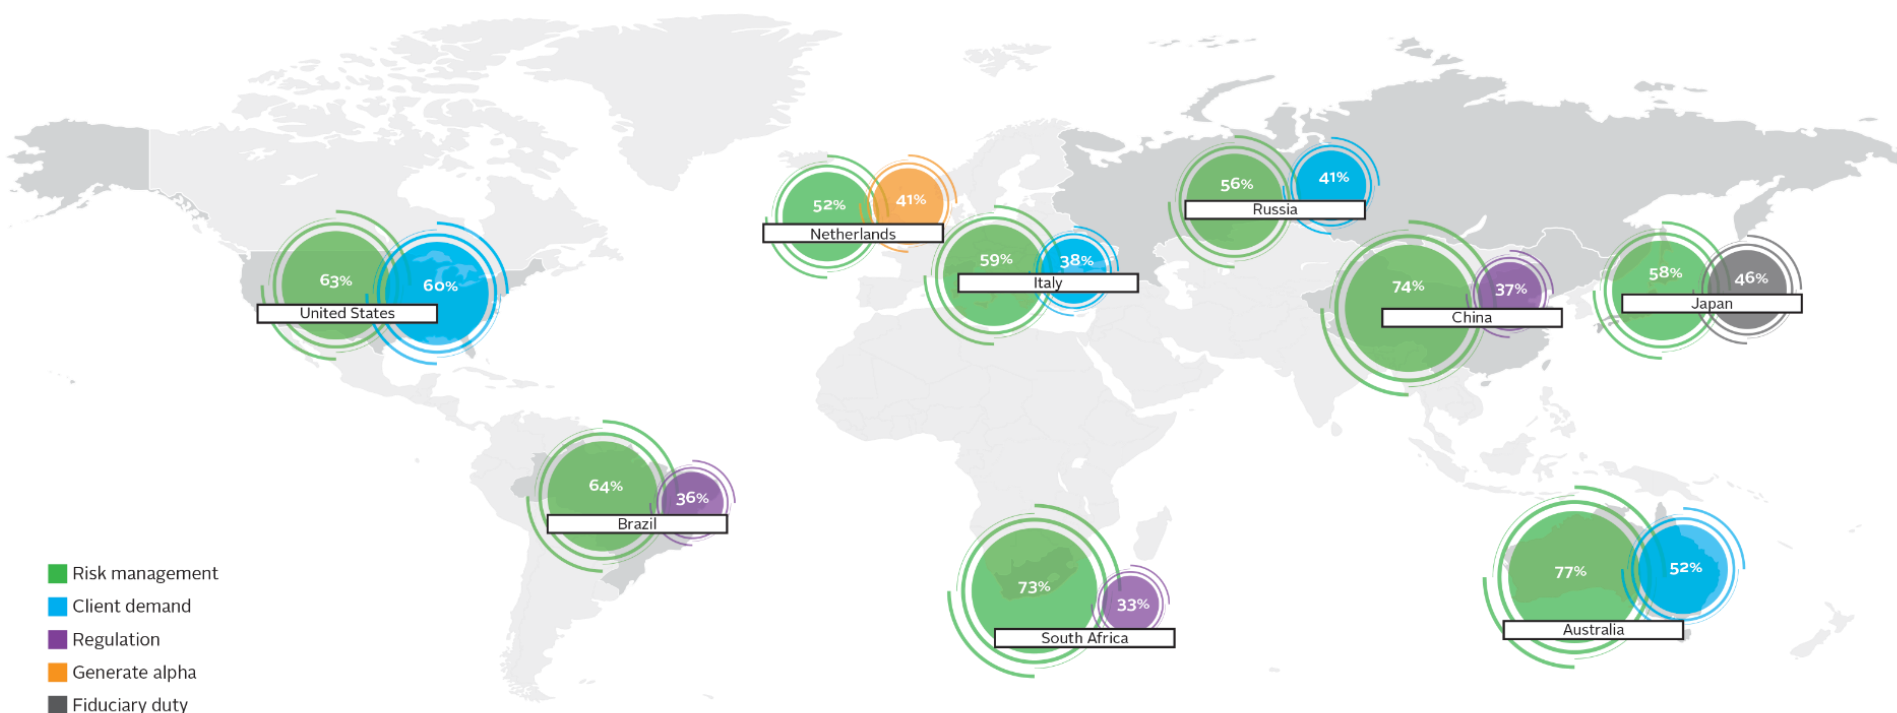 63%
60%
United States
52%
41%
Netherlands
59%
38%
Italy
56%
41%
Russia
74%
37%
China
58%
46%
Japan
64%
36%
Brazil
73%
33%
South Africa
77%
52%
Australia
Risk management
Client demand
Regulation
Generate alpha
Fiduciary duty